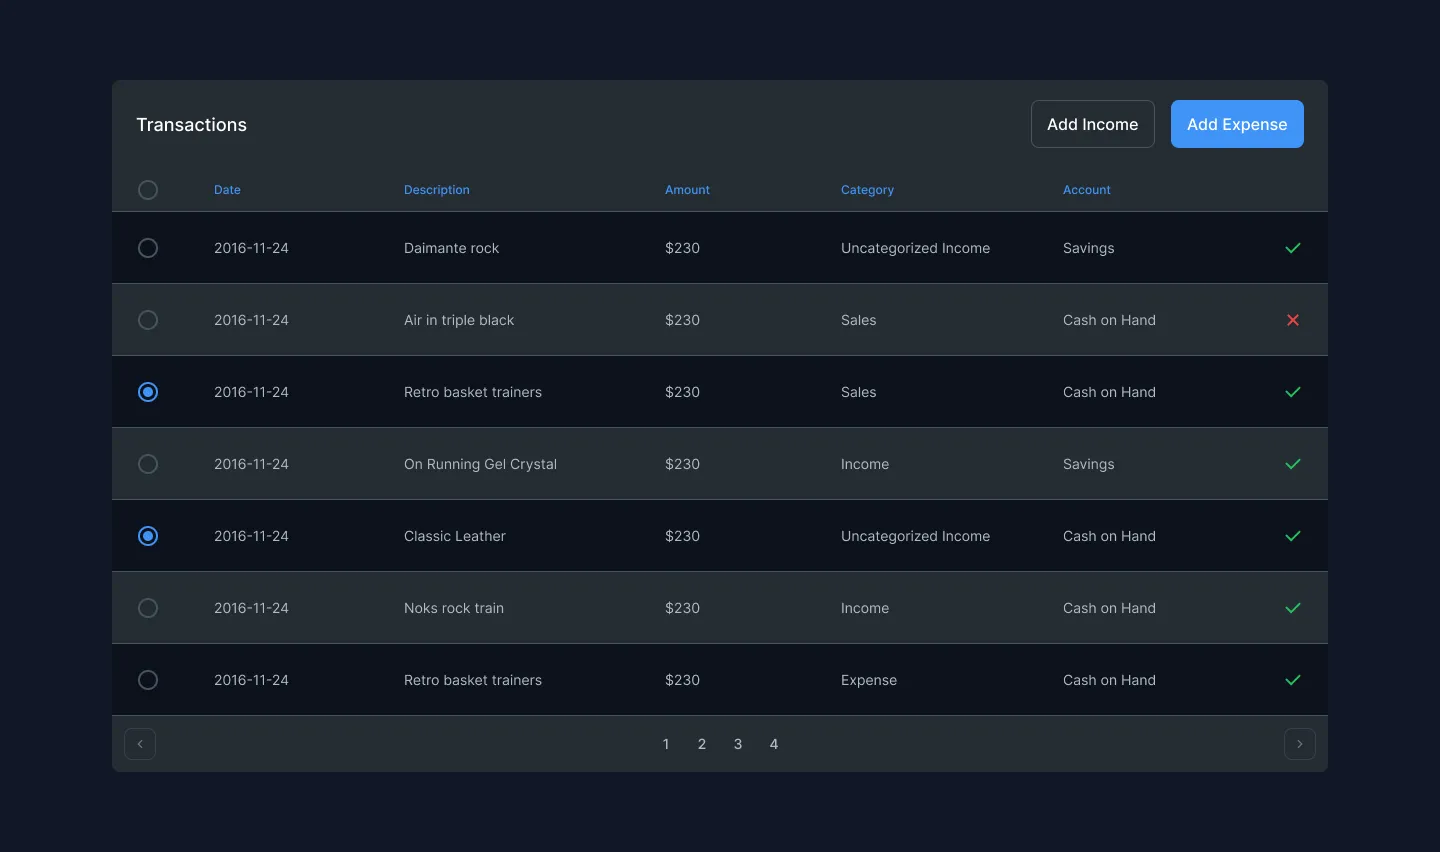 Transactions Add Income Add Expense
Date Description Amount Category Account
2016-11-24 Daimante rock $230 Uncategorized Income Savings
2016-11-24 Air in triple black $230 Sales Cash on Hand
2016-11-24 Retro basket trainers $230 Sales Cash on Hand
2016-11-24 On Running Gel Crystal $230 Income Savings
2016-11-24 Classic Leather $230 Uncategorized Income Cash on Hand
2016-11-24 Noks rock train $230 Income Cash on Hand
2016-11-24 Retro basket trainers $230 Expense Cash on Hand
1 2 3 4